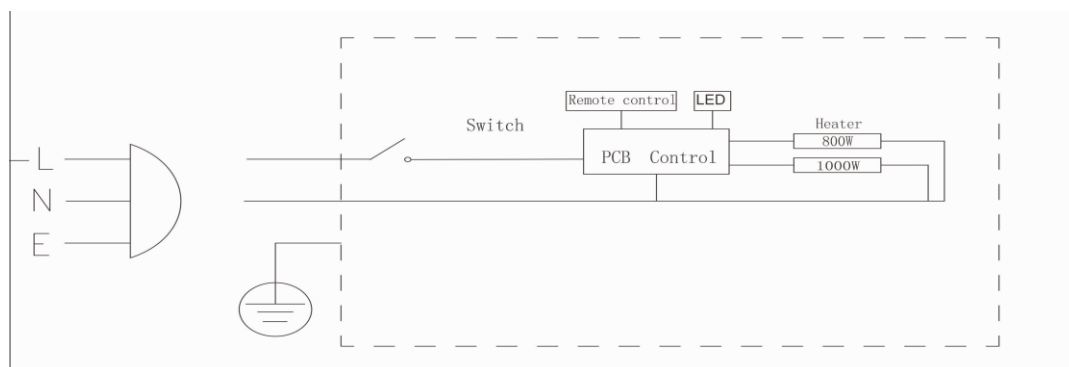 Remote control
LED
Switch
Heater
800W
L
PCB Control
1000W
N
E